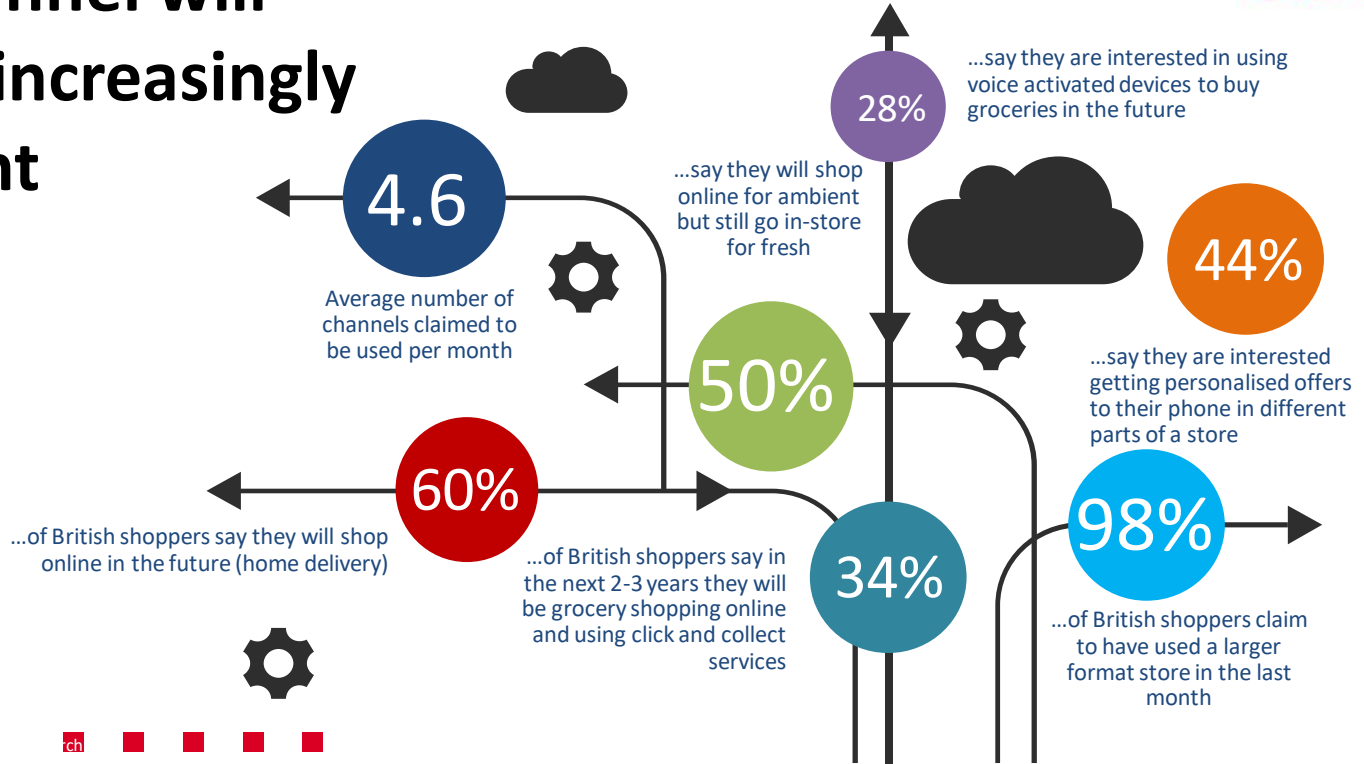 increasingly
4.6
Average number of
channels claimed to
be used per month
28%
...say they are interested in using
voice activated devices to buy
groceries in the future
...say they will shop
online for ambient
but still go in-store
for fresh
50%
44%
...say they are interested
getting personalised offers
to their phone in different
parts of a store
60%
...of British shoppers say they will shop
online in the future (home delivery)
...of British shoppers say in
the next 2-3 years they will
be grocery shopping online
and using click and collect
services
34%
98%
...of British shoppers claim
to have used a larger
format store in the last
month